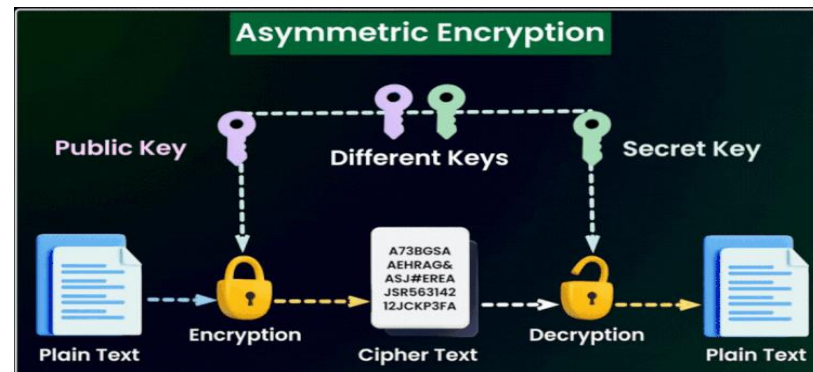 Asymmetric Encryption
Public Key
Different Keys
Secret Key
A73BGSA
AEHRAG&
ASJ#EREA
JSR563142
12JCKP3FA
Plain Text
Encryption
Cipher Text
Decryption
Plain Text